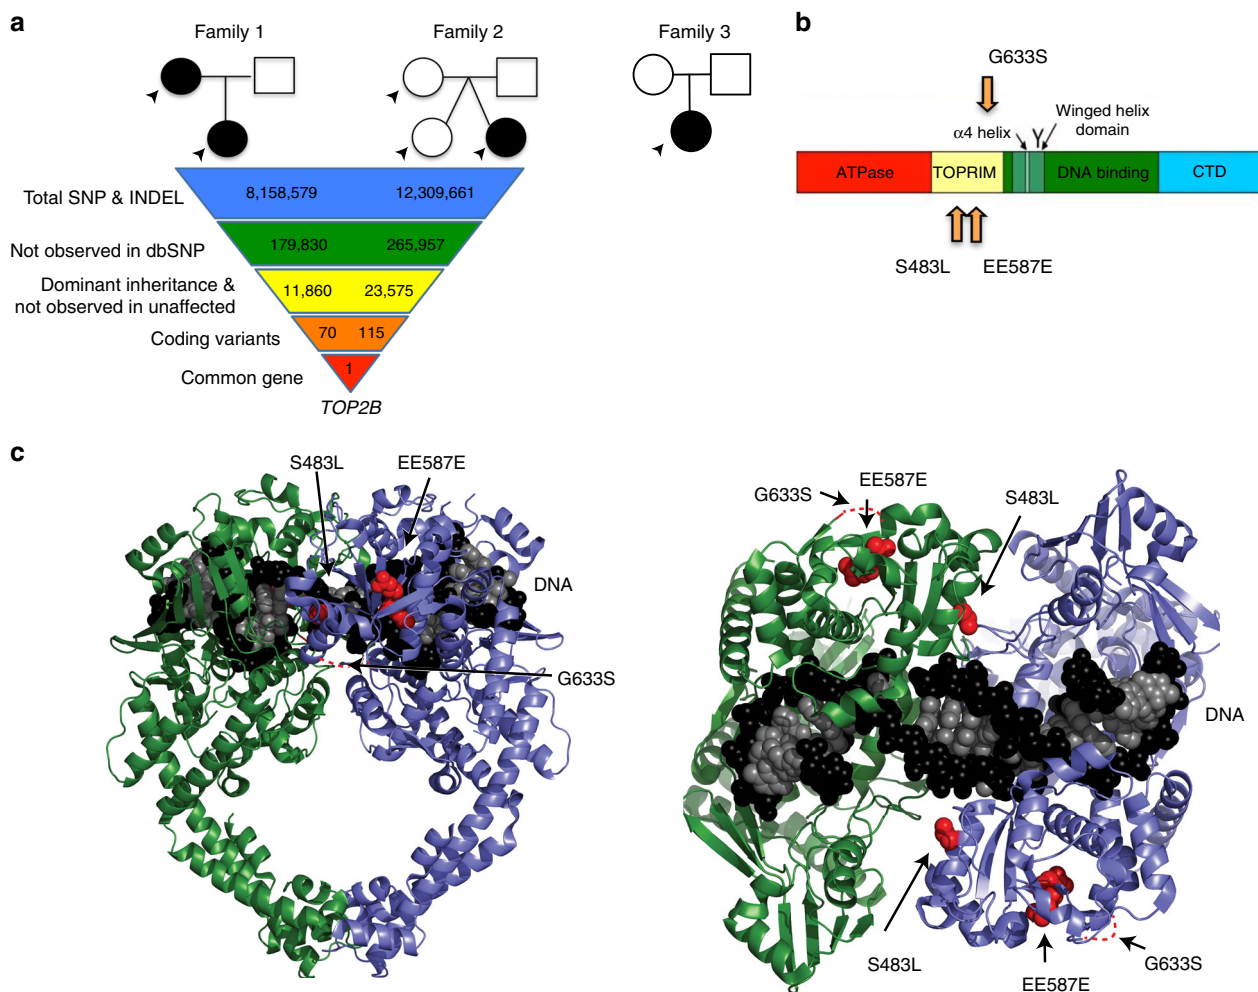 a
Family 1
Family 2
Family 3
Total SNP & INDEL
8,158,579
12,309,661
Not observed in dbSNP
179,830
265,957
Dominant inheritance &
not observed in unaffected
11,860
23,575
Coding variants
70
115
Common gene
1
TOP2B
b
G633S
α4 helix
Winged helix
domain
Y
ATPase
TOPRIM
DNA binding
CTD
S483L
EE587E
c
S483L
EE587E
DNA
G633S
G633S
EE587E
S483L
DNA
S483L
EE587E
G633S